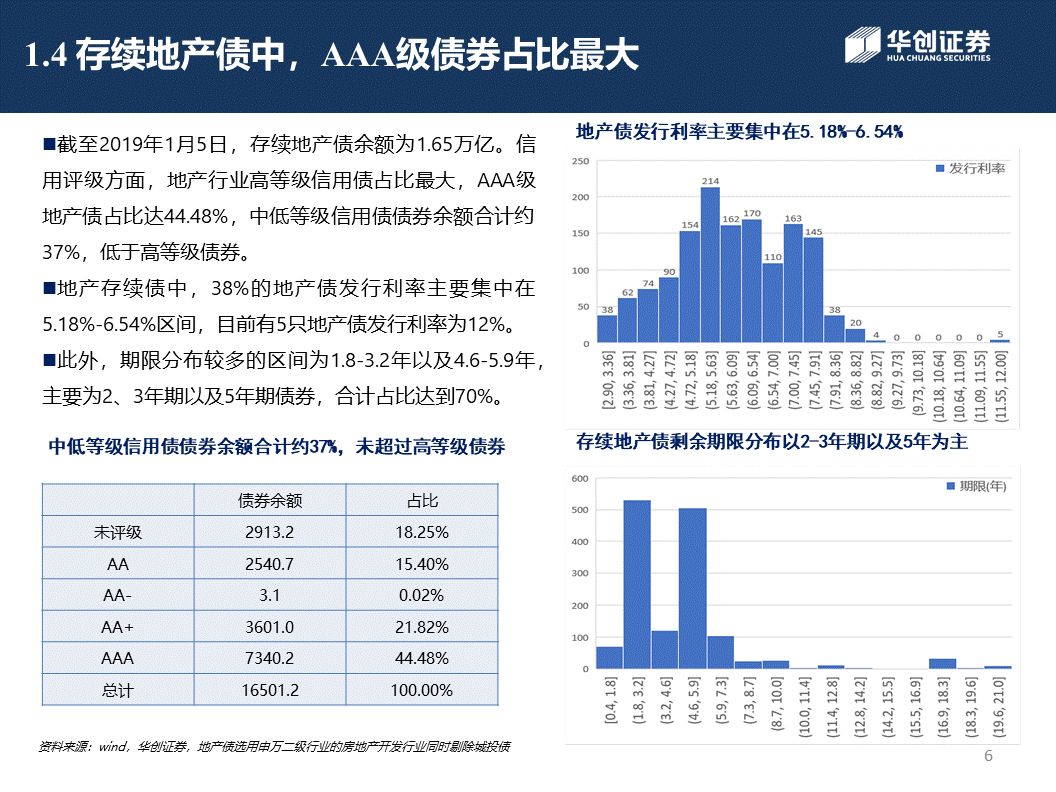 1.4 存续地产债中，AAA级债券占比最大
华创证券
HUA CHUANG SECURITIES
■截至2019年1月5日，存续地产债余额为1.65万亿。信
用评级方面，地产行业高等级信用债占比最大，AAA级
地产债占比达44.48%，中低等级信用债债券余额合计约
37%，低于高等级债券。
■地产存续债中，38%的地产债发行利率主要集中在
5.18%-6.54%区间，目前有5只地产债发行利率为12%。
■此外，期限分布较多的区间为1.8-3.2年以及4.6-5.9年，
主要为2、3年期以及5年期债券，合计占比达到70%。
中低等级信用债债券余额合计约37%，未超过高等级债券
债券余额 占比
未评级 2913.2 18.25%
AA 2540.7 15.40%
AA- 3.1 0.02%
AA+ 3601.0 21.82%
AAA 7340.2 44.48%
总计 16501.2 100.00%
资料来源：wind，华创证券，地产债选用申万二级行业的房地产开发行业同时剔除城投债
地产债发行利率主要集中在5.18%-6.54%
发行利率
250
200
150
100
50
0
38 62 74 90 154 214 162 170 110 163 145 38 20 4 0 0 0 0 0 5
[2.90, 3.36]
(3.36, 3.81]
(3.81, 4.27]
(4.27, 4.72]
(4.72, 5.18]
(5.18, 5.63]
(5.63, 6.09]
(6.09, 6.54]
(6.54, 7.00]
(7.00, 7.45]
(7.45, 7.91]
(7.91, 8.36]
(8.36, 8.82]
(8.82, 9.27]
(9.27, 9.73]
(9.73, 10.18]
(10.18, 10.64]
(10.64, 11.09]
(11.09, 11.55]
(11.55, 12.00]
存续地产债剩余期限分布以2-3年期以及5年为主
期限(年)
600
500
400
300
200
100
0
[0.4, 1.8]
(1.8, 3.2]
(3.2, 4.6]
(4.6, 5.9]
(5.9, 7.3]
(7.3, 8.7]
(8.7, 10.0]
(10.0, 11.4]
(11.4, 12.8]
(12.8, 14.2]
(14.2, 15.5]
(15.5, 16.9]
(16.9, 18.3]
(18.3, 19.6]
(19.6, 21.0]
6